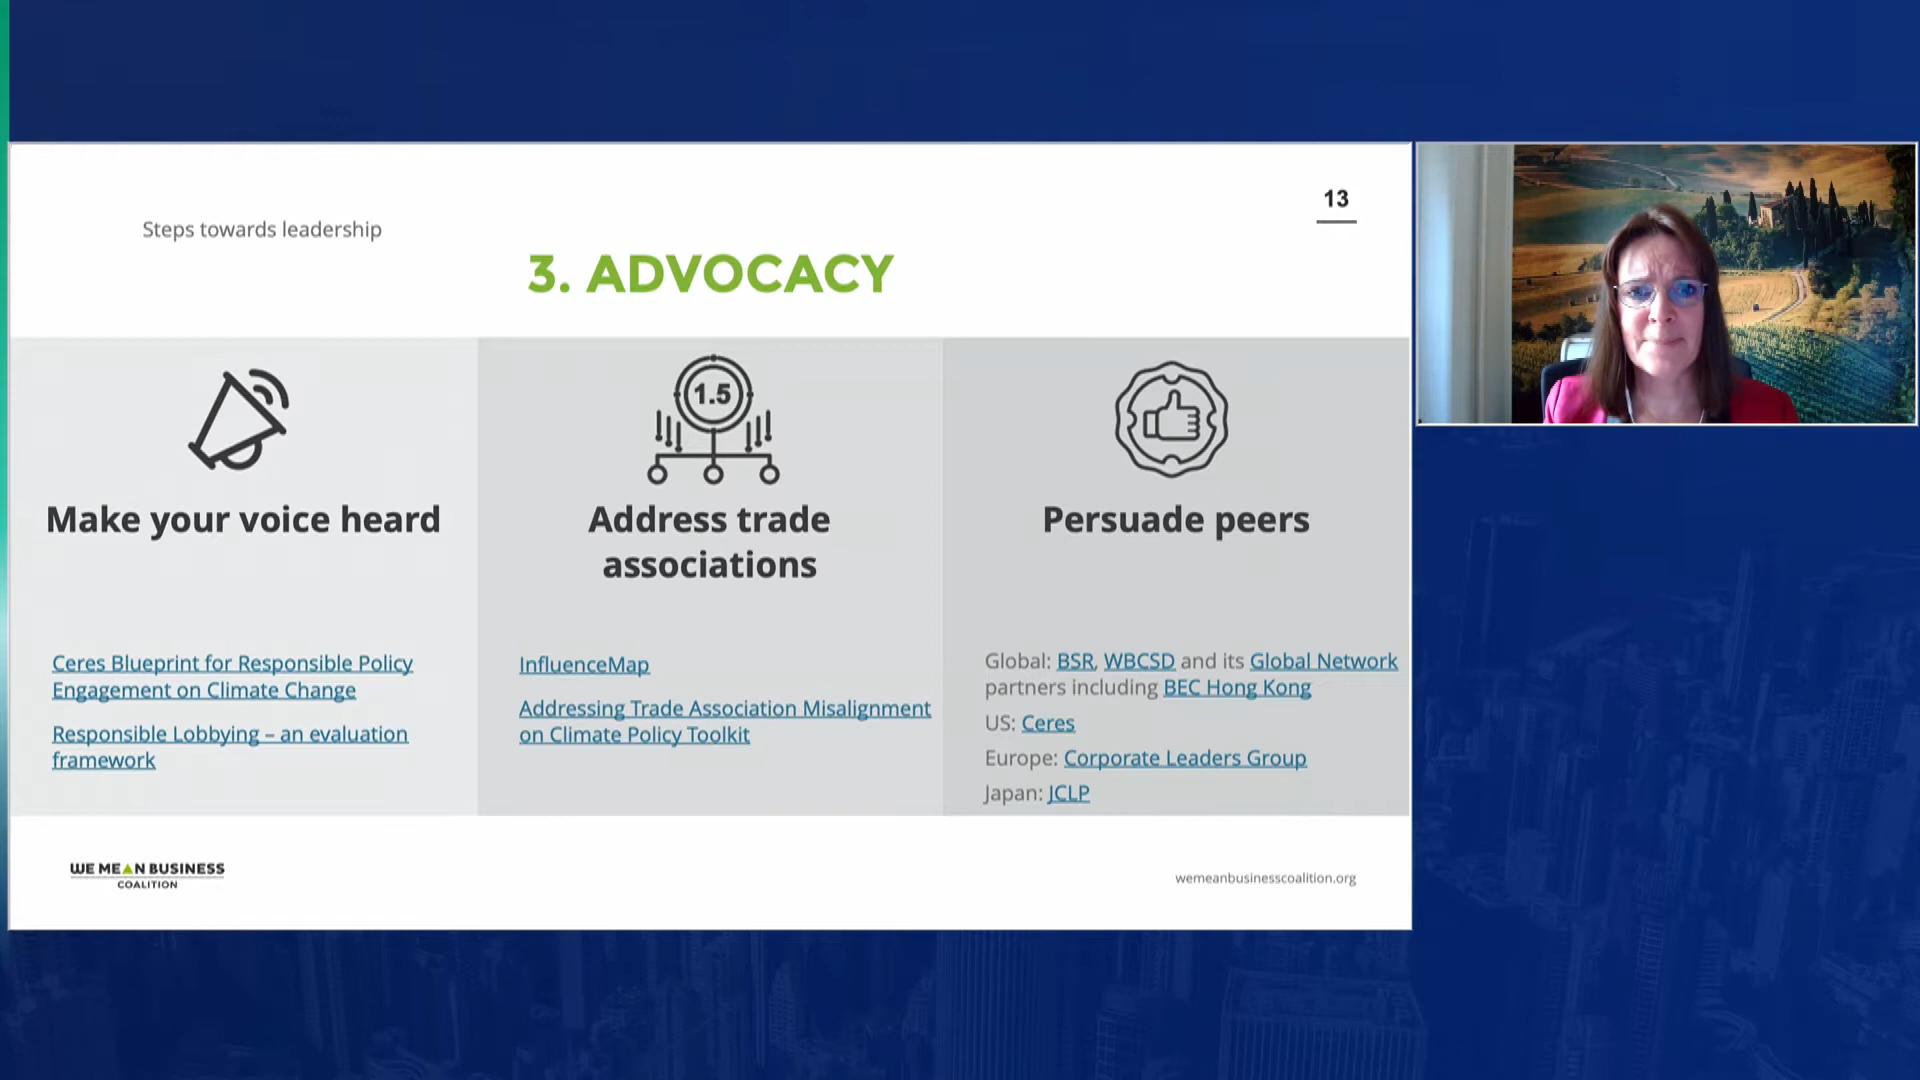 13
Steps towards leadership
3. ADVOCACY
1.5
Make your voice heard
Address trade
associations
Persuade peers
Ceres Blueprint for Responsible Policy
Engagement on Climate Change
Responsible Lobbying – an evaluation
framework
InfluenceMap
Addressing Trade Association Misalignment
on Climate Policy Toolkit
Global: BSR, WBCSD and its Global Network
partners including BEC Hong Kong
US: Ceres
Europe: Corporate Leaders Group
Japan: JCLP
WE MEAN BUSINESS
COALITION
wemeanbusinesscoalition.org